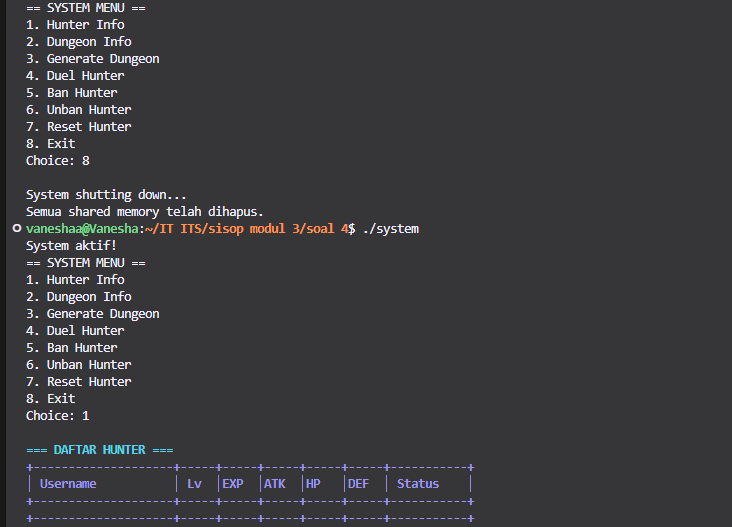 == SYSTEM MENU ==
1. Hunter Info
2. Dungeon Info
3. Generate Dungeon
4. Duel Hunter
5. Ban Hunter
6. Unban Hunter
7. Reset Hunter
8. Exit
Choice: 8
System shutting down...
Semua shared memory telah dihapus.
vaneshaa@Vanesha:~/IT ITS/sisop modul 3/soal 4$ ./system
System aktif!
== SYSTEM MENU ==
1. Hunter Info
2. Dungeon Info
3. Generate Dungeon
4. Duel Hunter
5. Ban Hunter
6. Unban Hunter
7. Reset Hunter
8. Exit
Choice: 1
=== DAFTAR HUNTER ===
+--------------------+-----+-----+-----+-----+-----+-----------+
| Username | Lv |EXP |ATK |HP |DEF | Status |
+--------------------+-----+-----+-----+-----+-----+-----------+
+--------------------+-----+-----+-----+-----+-----+-----------+